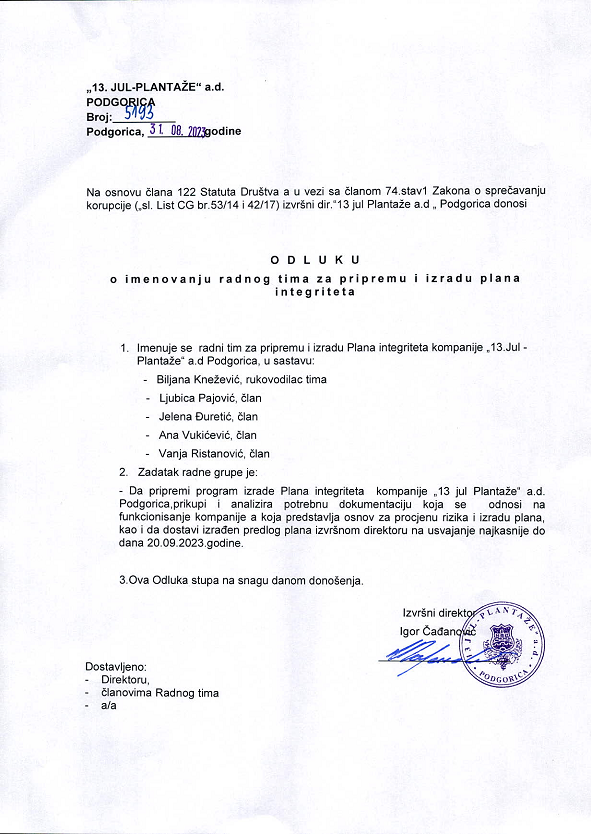 „13. JUL-PLANTAŽE“ a.d.
PODGORICA
Broj: 5193
Podgorica, 31. 08. 2023 godine
Na osnovu člana 122 Statuta Društva a u vezi sa članom 74.stav1 Zakona o sprečavanju
korupcije („sl. List CG br.53/14 i 42/17) izvršni dir.“13 jul Plantaže a.d „ Podgorica donosi
O D L U K U
o imenovanju radnog tima za pripremu i izradu plana
integriteta
1. Imenuje se radni tim za pripremu i izradu Plana integriteta kompanije „13.Jul -
Plantaže“ a.d Podgorica, u sastavu:
- Biljana Knežević, rukovodilac tima
- Ljubica Pajović, član
- Jelena Đuretić, član
- Ana Vukićević, član
- Vanja Ristanović, član
2. Zadatak radne grupe je:
- Da pripremi program izrade Plana integriteta kompanije „13 jul Plantaže“ a.d.
Podgorica,prikupi i analizira potrebnu dokumentaciju koja se odnosi na
funkcionisanje kompanije a koja predstavlja osnov za procjenu rizika i izradu plana,
kao i da dostavi izrađen predlog plana izvršnom direktoru na usvajanje najkasnije do
dana 20.09.2023.godine.
3.Ova Odluka stupa na snagu danom donošenja.
Izvršni direktor
Igor Čađanović
"13 JUL-PLANTAŽE" a.d.
PODGORICA
Dostavljeno:
- Direktoru,
- članovima Radnog tima
- a/a